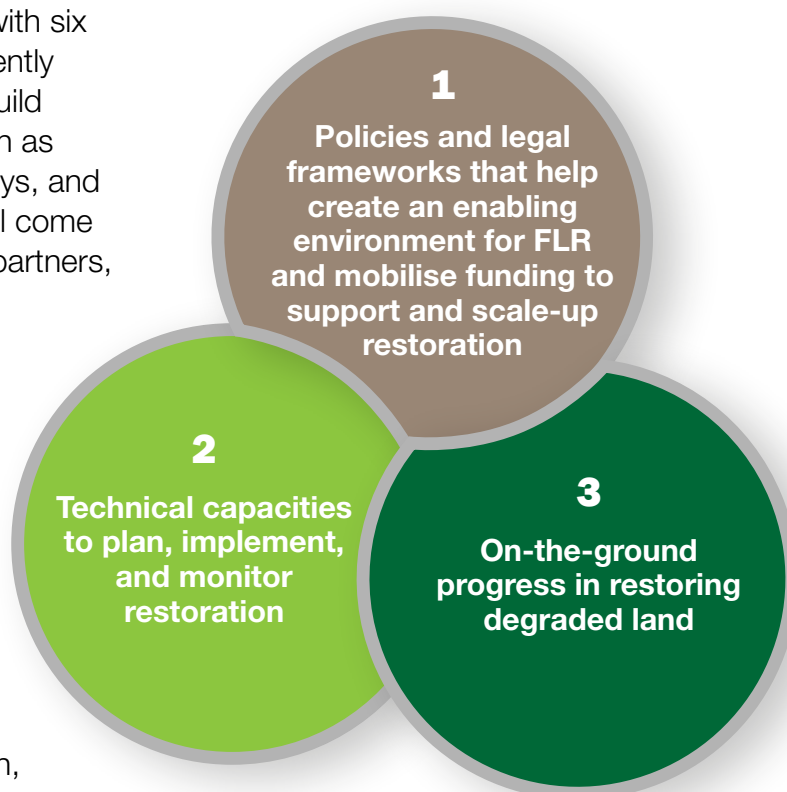 with six
ently
uild
as
ys, and
l come
partners,
1
Policies and legal
frameworks that help
create an enabling
environment for FLR
and mobilise funding to
support and scale-up
restoration
2
Technical capacities
to plan, implement,
and monitor
restoration
3
On-the-ground
progress in restoring
degraded land